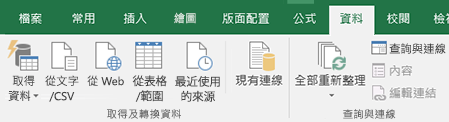 檔案 常用 插入 繪圖 版面配置 公式 資料 校閱
取得
資料
從文字
/CSV
從 Web
從表格
/範圍
最近使用
的來源
現有連線
取得及轉換資料
全部重新整理
查詢與連線
內容
編輯連結
查詢與連線